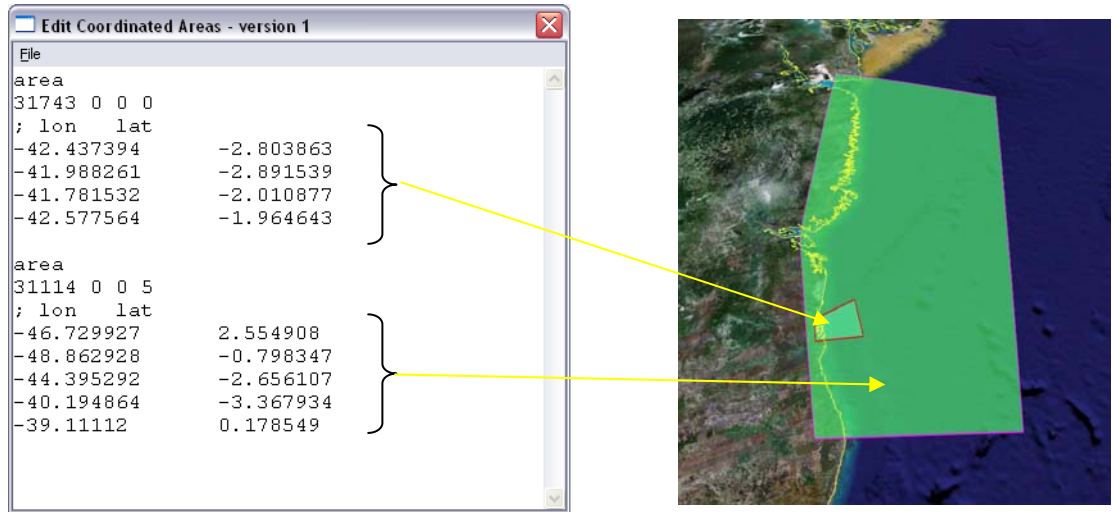 Edit Coordinated Areas - version 1
File
area
31743 0 0 0
; lon lat
-42.437394 -2.803863
-41.988261 -2.891539
-41.781532 -2.010877
-42.577564 -1.964643
area
31114 0 0 5
; lon lat
-46.729927 2.554908
-48.862928 -0.798347
-44.395292 -2.656107
-40.194864 -3.367934
-39.11112 0.178549